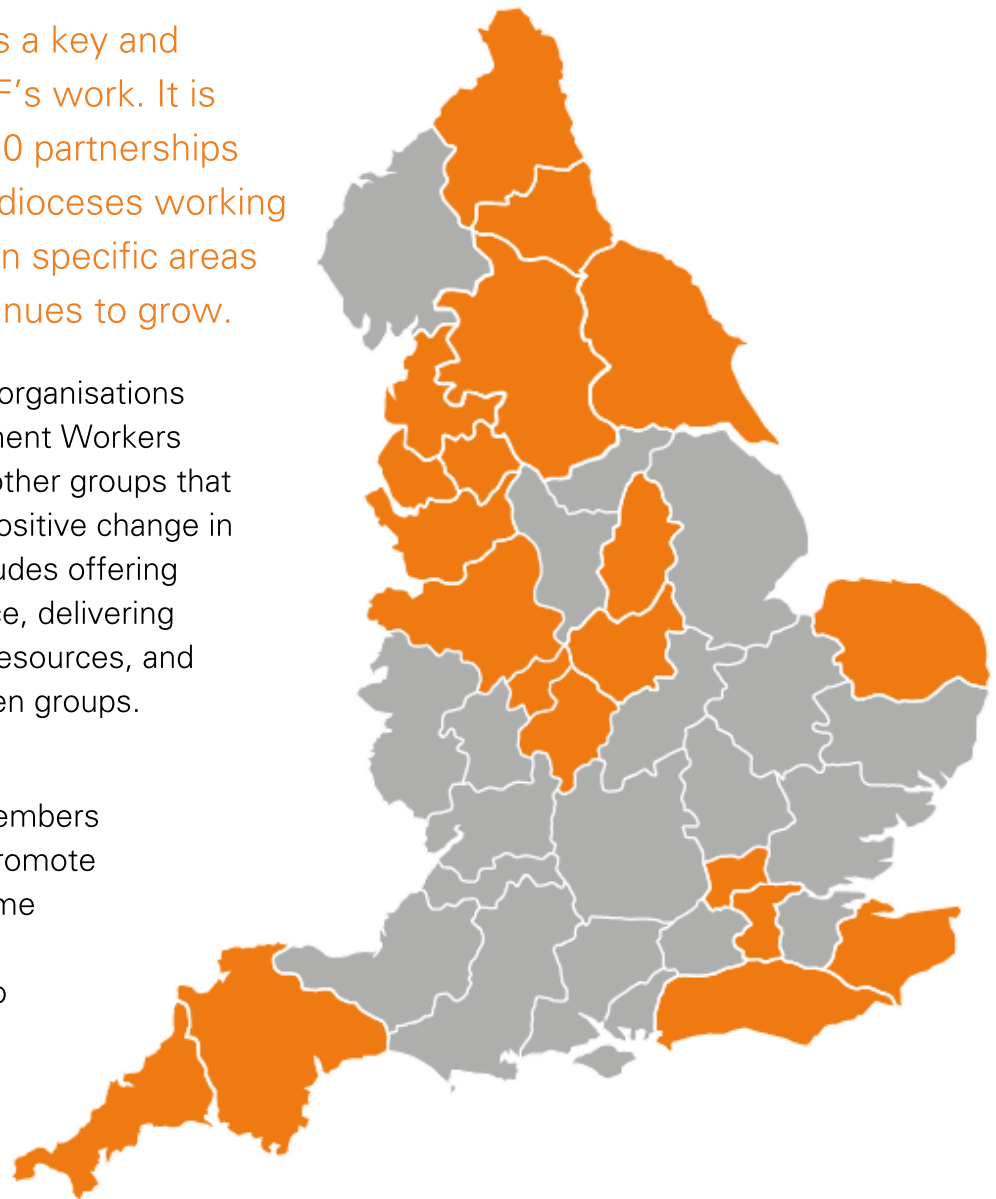 s a key and
F's work. It is
0 partnerships
dioceses working
n specific areas
nues to grow.
organisations
nent Workers
other groups that
ositive change in
udes offering
ce, delivering
esources, and
en groups.
embers
romote
me
o